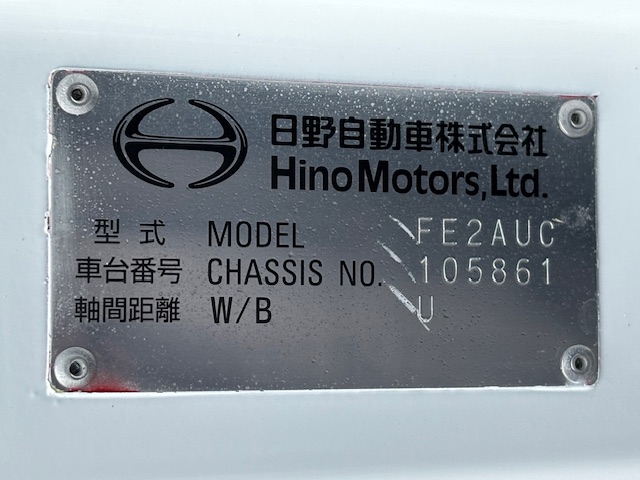 日野自動車株式会社
Hino Motors, Ltd.
型式 MODEL FE2AUC
車台番号 CHASSIS NO. 105861
軸間距離 W/B U